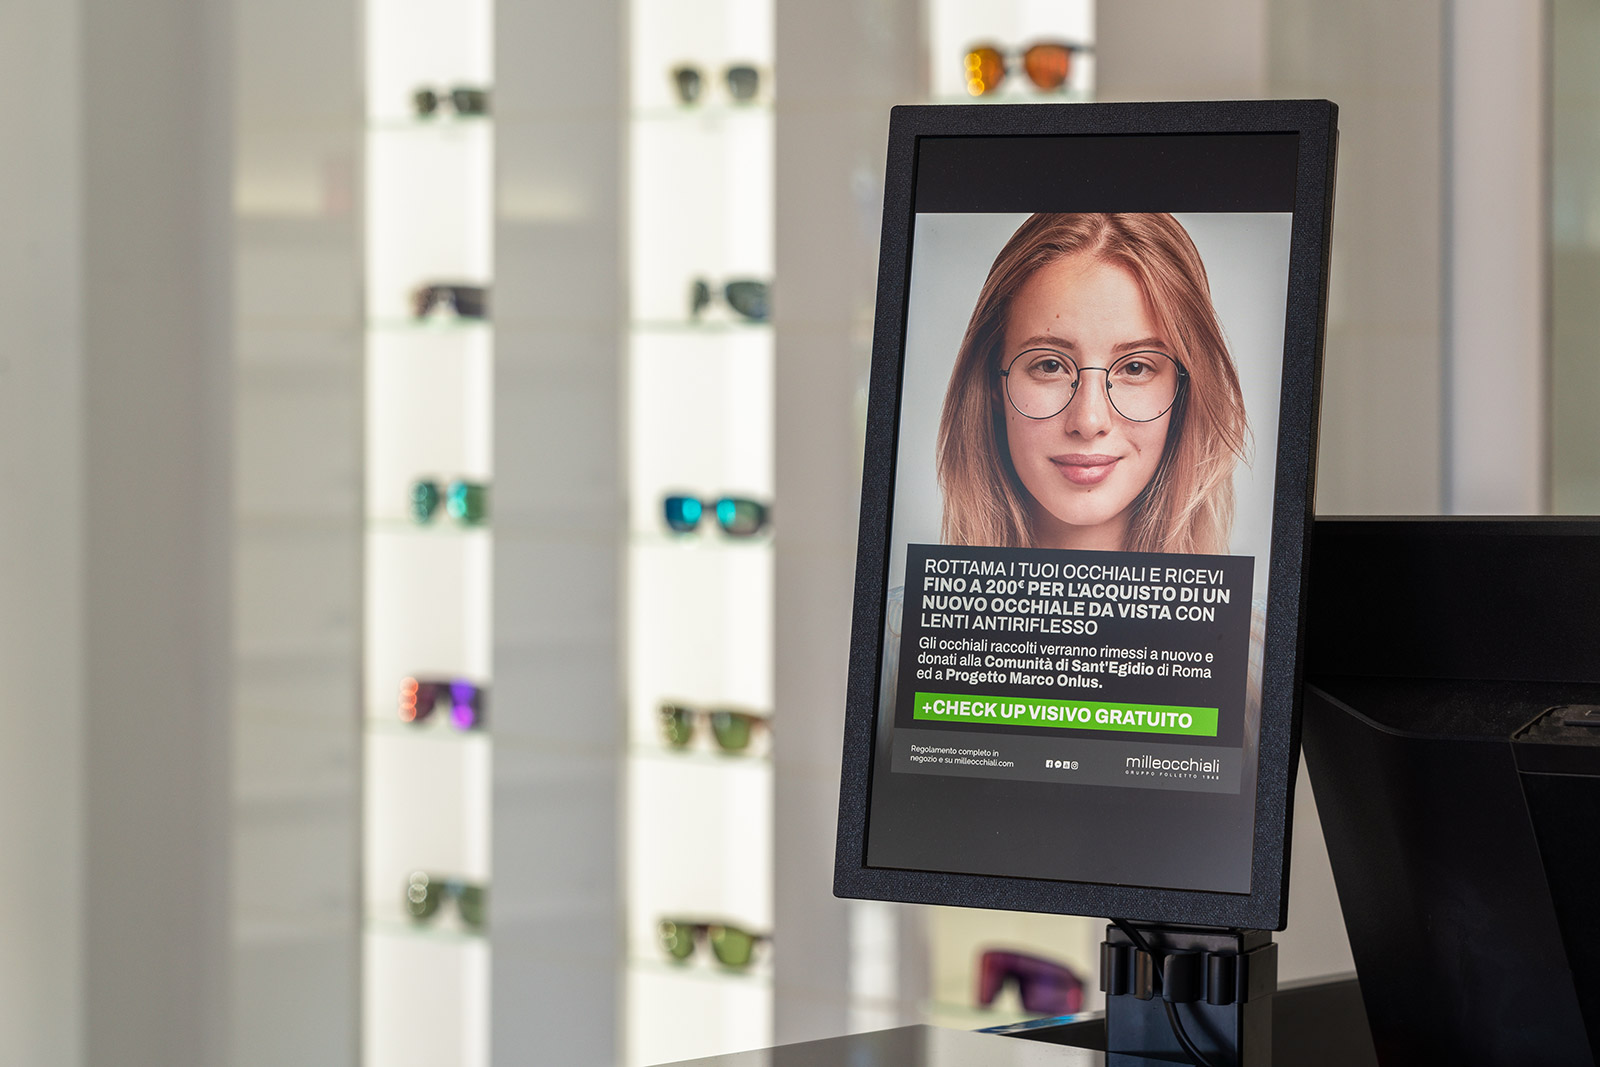 ROTTAMA I TUOI OCCHIALI E RICEVI
FINO A 200€ PER L'ACQUISTO DI UN
NUOVO OCCHIALE DA VISTA CON
LENTI ANTIRIFLESSO
Gli occhiali raccolti verranno rimessi a nuovo e
donati alla Comunità di Sant'Egidio di Roma
ed a Progetto Marco Onlus.
+CHECK UP VISIVO GRATUITO
Regolamento completo in
negozio e su milleocchiali.com
milleocchiali
GRUPPO FOLLETTO 1948